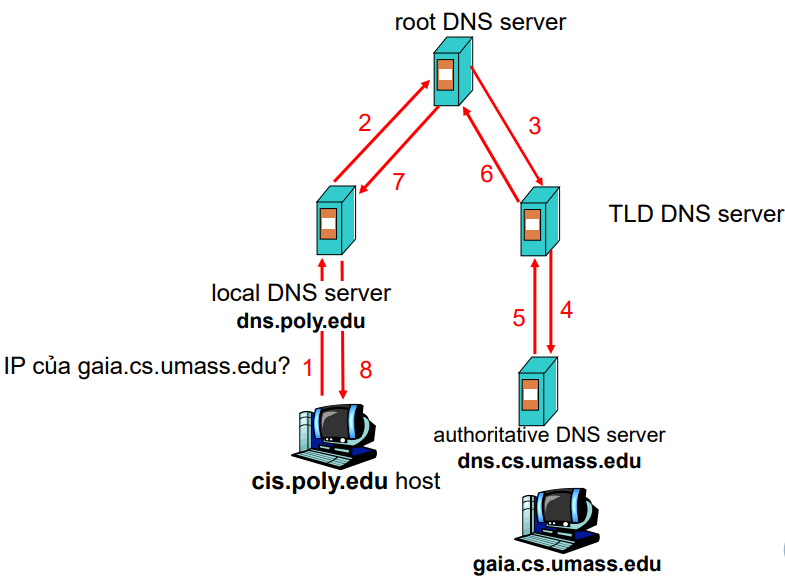 root DNS server
2
3
7
6
TLD DNS server
local DNS server
dns.poly.edu
5
4
IP của gaia.cs.umass.edu?
1
8
authoritative DNS server
dns.cs.umass.edu
cis.poly.edu host
gaia.cs.umass.edu